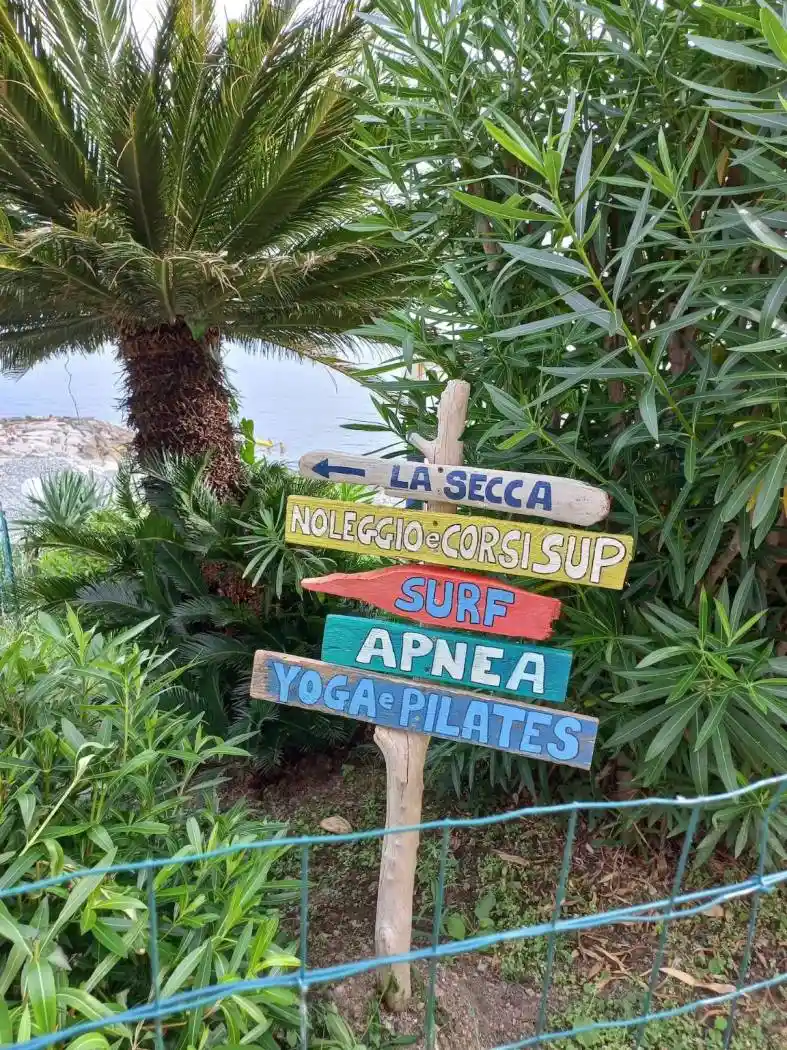 LA SECCA
NOLEGGIO e CORSI SUP
SURF
APNEA
YOGA e PILATES